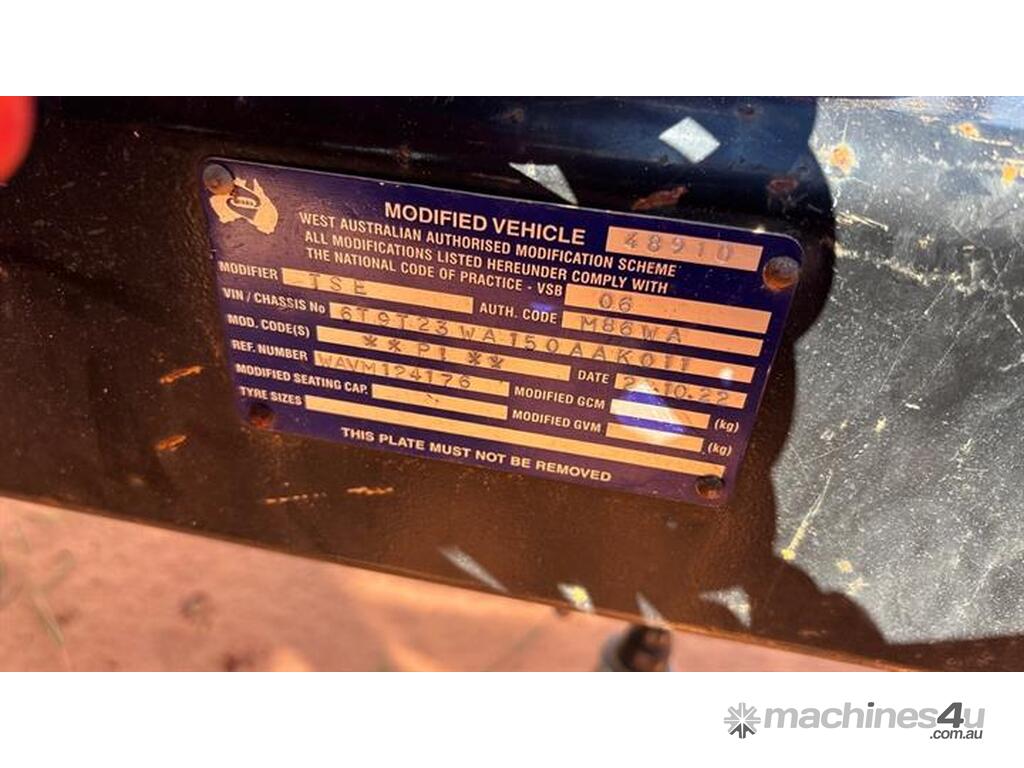 MODIFIED VEHICLE 48910
WEST AUSTRALIAN AUTHORISED MODIFICATION SCHEME
ALL MODIFICATIONS LISTED HEREUNDER COMPLY WITH
THE NATIONAL CODE OF PRACTICE - VSB 06
MODIFIER TSE AUTH. CODE M86WA
VIN / CHASSIS No 6T9T23WA150AAK011
MOD. CODE(S) **P1** DATE 10.22
REF. NUMBER WAVM124176 MODIFIED GCM (kg)
MODIFIED SEATING CAP. MODIFIED GVM (kg)
TYRE SIZES
THIS PLATE MUST NOT BE REMOVED
machines4u
.com.au